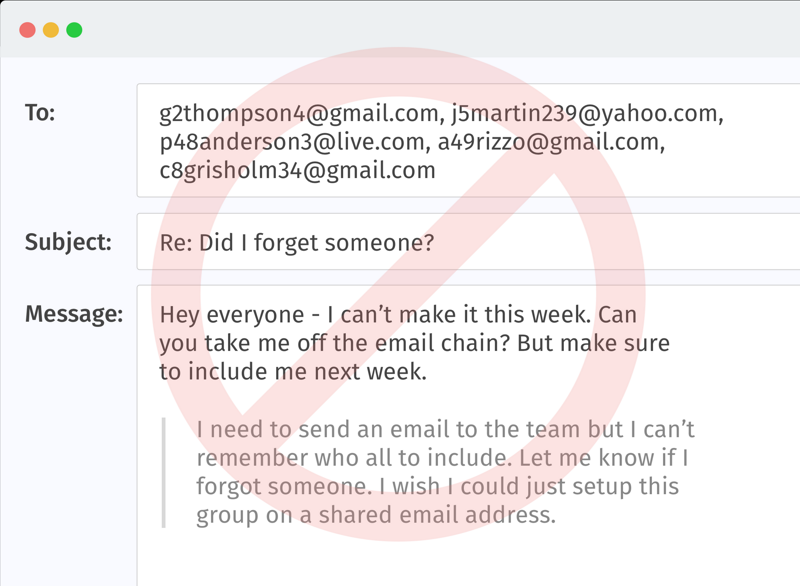 To:
g2thompson4@gmail.com, j5martin239@yahoo.com,
p48anderson3@live.com, a49rizzo@gmail.com,
c8grisholm34@gmail.com
Subject:
Re: Did I forget someone?
Message:
Hey everyone - I can’t make it this week. Can
you take me off the email chain? But make sure
to include me next week.
I need to send an email to the team but I can’t
remember who all to include. Let me know if I
forgot someone. I wish I could just setup this
group on a shared email address.